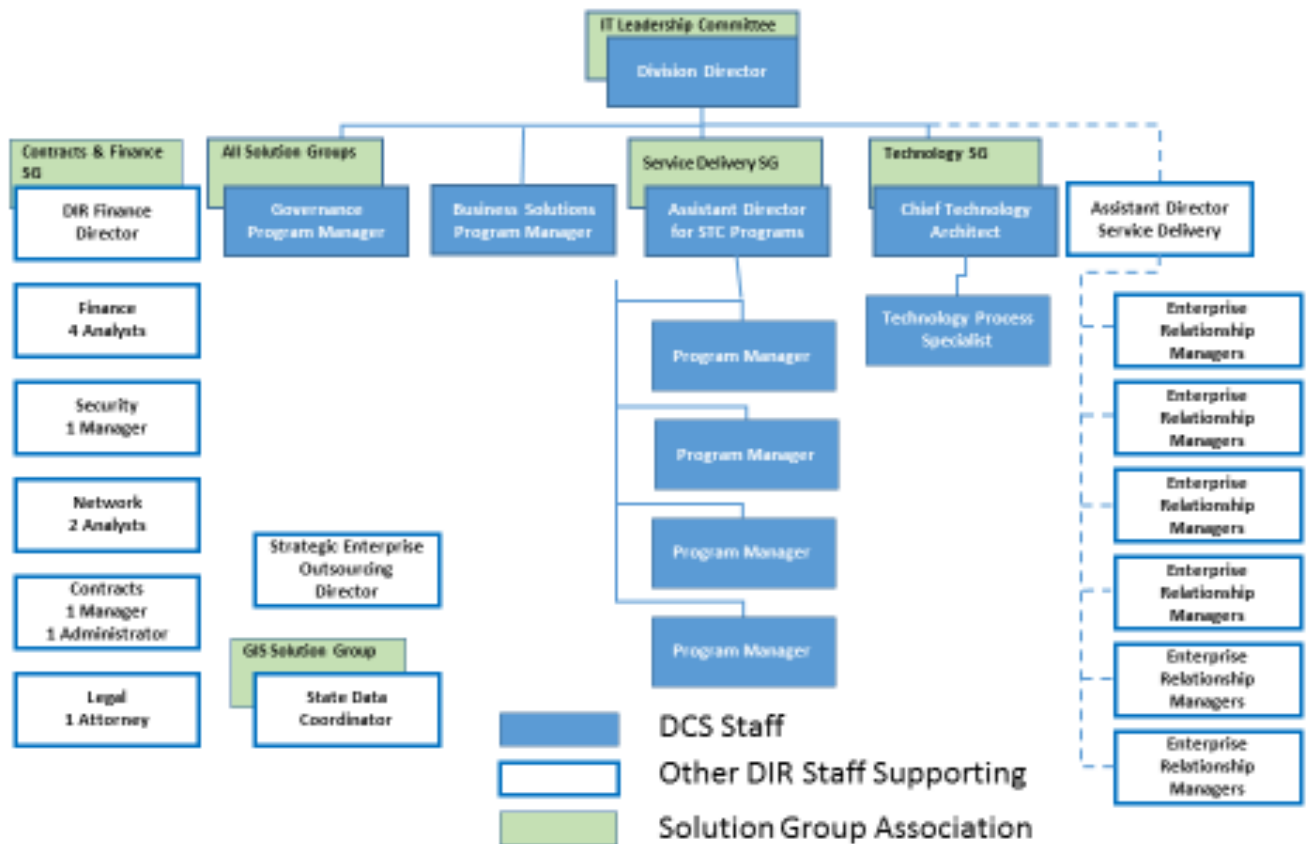 IT Leadership Committee
Division Director
Contracts & Finance
SG
DIR Finance
Director
Finance
4 Analysts
Security
1 Manager
Network
2 Analysts
Contracts
1 Manager
1 Administrator
Legal
1 Attorney
All Solution Groups
Governance
Program Manager
Business Solutions
Program Manager
Strategic Enterprise
Outsourcing
Director
GIS Solution Group
State Data
Coordinator
Service Delivery SG
Assistant Director
for STC Programs
Program Manager
Program Manager
Program Manager
Program Manager
Technology SG
Chief Technology
Architect
Technology Process
Specialist
Assistant Director
Service Delivery
Enterprise
Relationship
Managers
Enterprise
Relationship
Managers
Enterprise
Relationship
Managers
Enterprise
Relationship
Managers
Enterprise
Relationship
Managers
Enterprise
Relationship
Managers
DCS Staff
Other DIR Staff Supporting
Solution Group Association